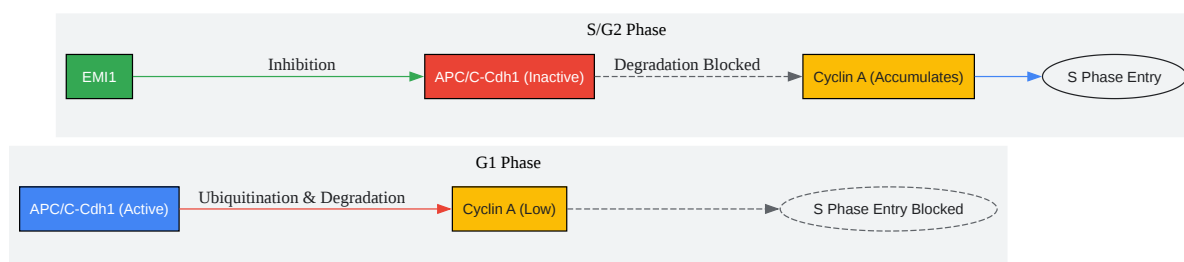 S/G2 Phase
EMI1
Inhibition
APC/C-Cdh1 (Inactive)
Degradation Blocked
Cyclin A (Accumulates)
S Phase Entry
G1 Phase
APC/C-Cdh1 (Active)
Ubiquitination & Degradation
Cyclin A (Low)
S Phase Entry Blocked